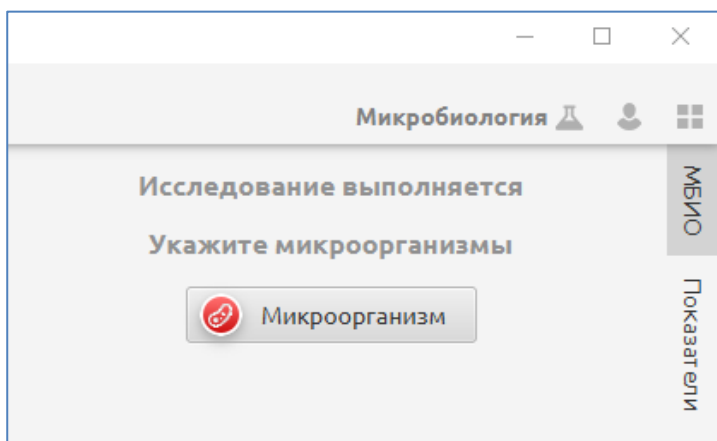 Микробиология
Исследование выполняется
Укажите микроорганизмы
Микроорганизм
МБИО
Показатели